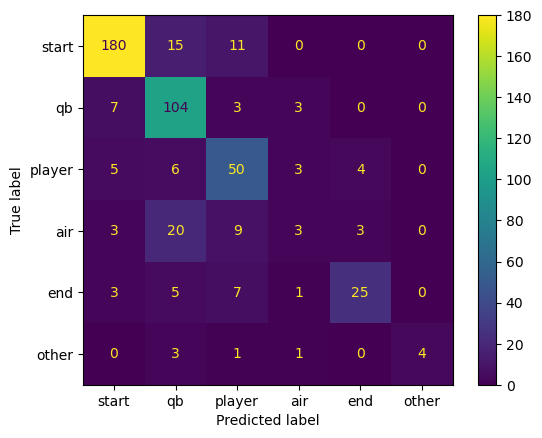 start 180 15 11 0 0 0
qb 7 104 3 3 0 0
player 5 6 50 3 4 0
air 3 20 9 3 3 0
end 3 5 7 1 25 0
other 0 3 1 1 0 4
start qb player air end other
Predicted label
True label
180
160
140
120
100
80
60
40
20
0